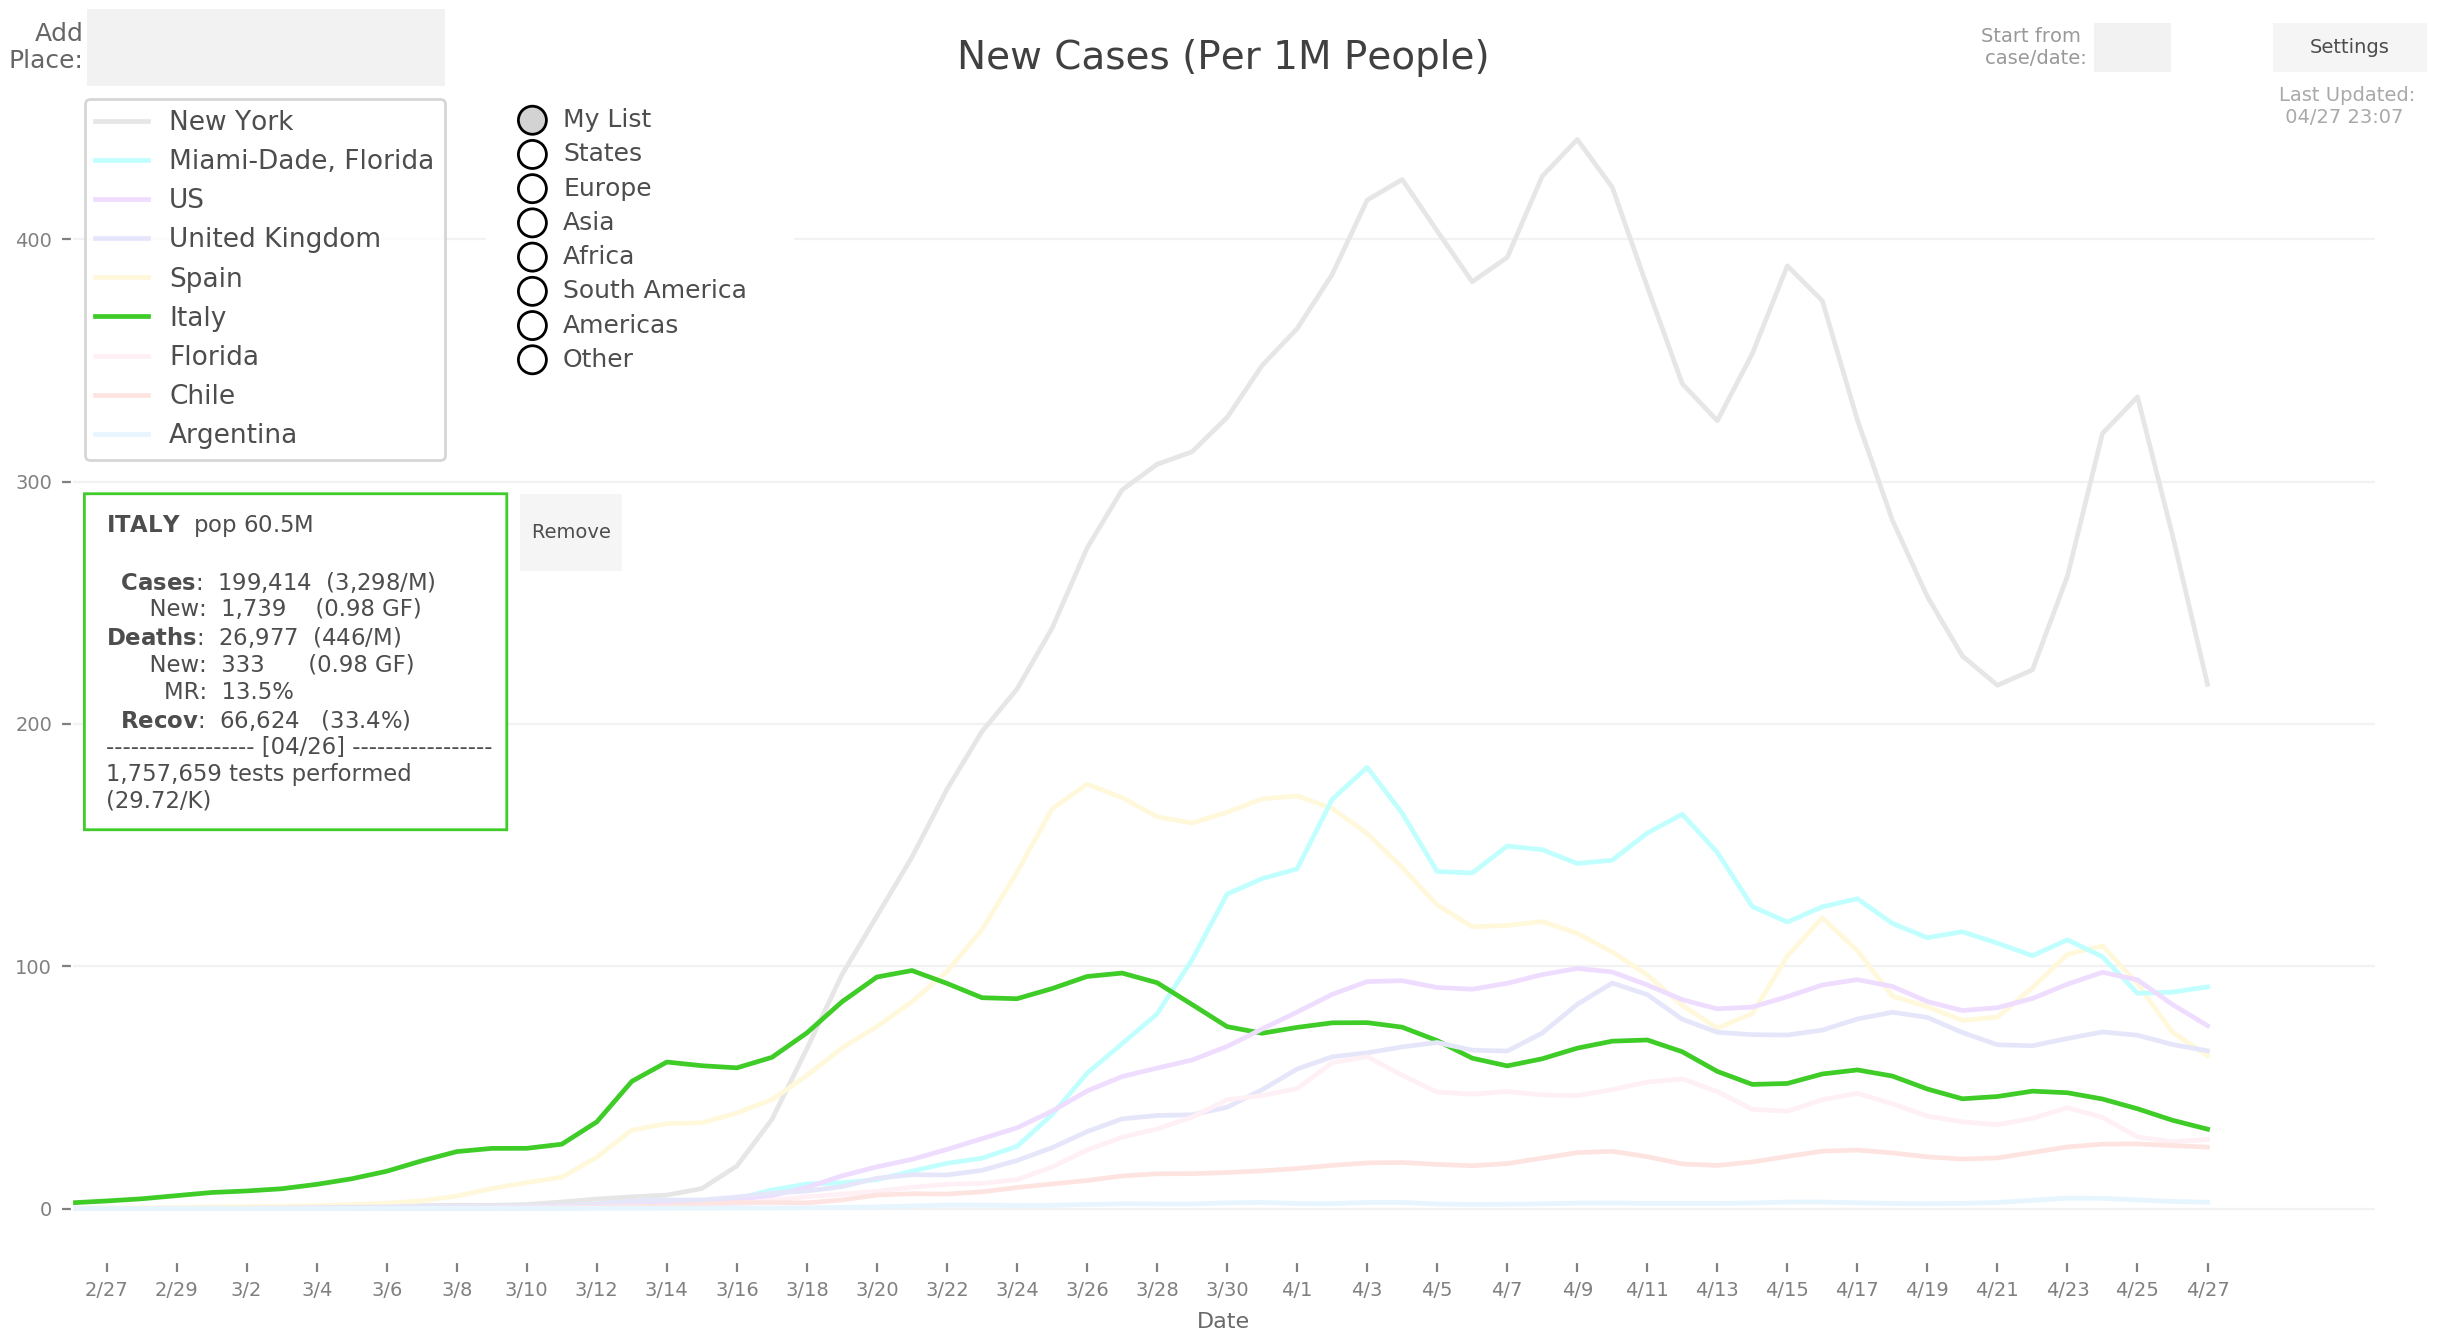 Add
Place:
New Cases (Per 1M People)
Start from
case/date:
Settings
Last Updated:
04/27 23:07
New York
Miami-Dade, Florida
US
United Kingdom
Spain
Italy
Florida
Chile
Argentina
My List
States
Europe
Asia
Africa
South America
Americas
Other
ITALY pop 60.5M
Cases: 199,414 (3,298/M)
New: 1,739 (0.98 GF)
Deaths: 26,977 (446/M)
New: 333 (0.98 GF)
MR: 13.5%
Recov: 66,624 (33.4%)
------------------ [04/26] -----------------
1,757,659 tests performed
(29.72/K)
Remove
400
300
200
100
0
2/27 2/29 3/2 3/4 3/6 3/8 3/10 3/12 3/14 3/16 3/18 3/20 3/22 3/24 3/26 3/28 3/30 4/1 4/3 4/5 4/7 4/9 4/11 4/13 4/15 4/17 4/19 4/21 4/23 4/25 4/27
Date